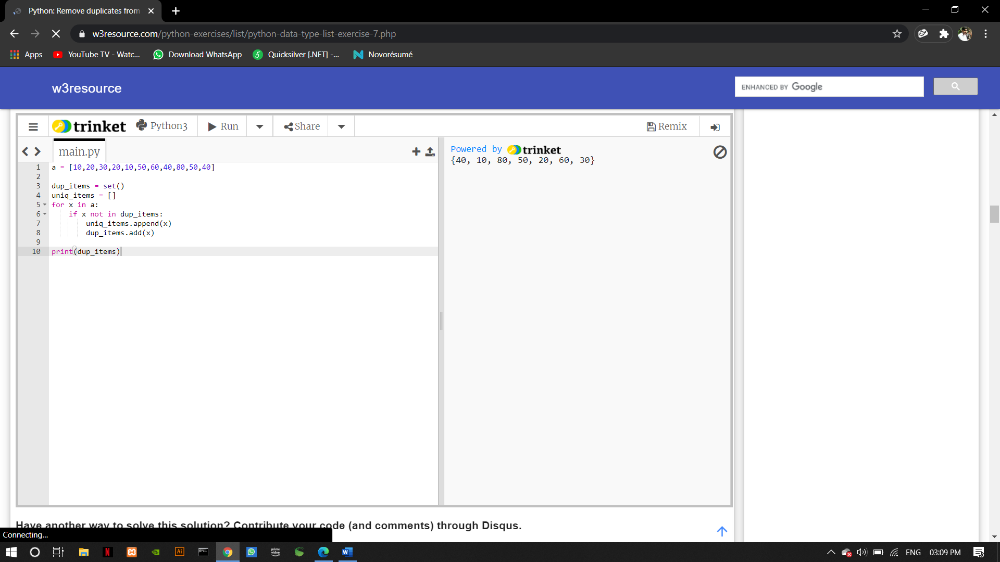 Python: Remove duplicates from
w3resource.com/python-exercises/list/python-data-type-list-exercise-7.php
Apps
YouTube TV - Watc...
Download WhatsApp
Quicksilver [.NET] -...
Novorésumé
w3resource
ENHANCED BY Google
trinket
Python3
Run
Share
Remix
main.py
1 a = [10,20,30,20,10,50,60,40,80,50,40]
2
3 dup_items = set()
4 uniq_items = []
5 for x in a:
6 if x not in dup_items:
7 uniq_items.append(x)
8 dup_items.add(x)
9
10 print(dup_items)
Powered by trinket
{40, 10, 80, 50, 20, 60, 30}
Have another way to solve this solution? Contribute your code (and comments) through Disqus.
Connecting...
Ai
prime video
ENG
03:09 PM